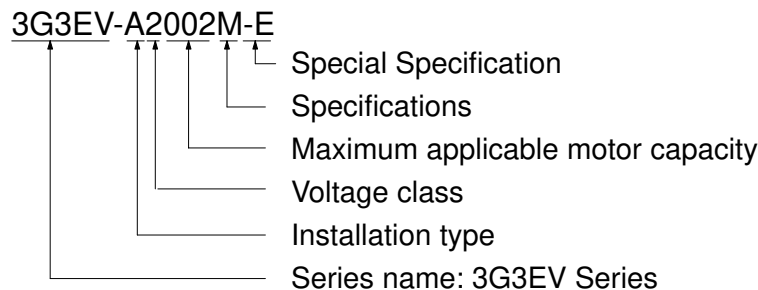 3G3EV-A2002M-E
Special Specification
Specifications
Maximum applicable motor capacity
Voltage class
Installation type
Series name: 3G3EV Series